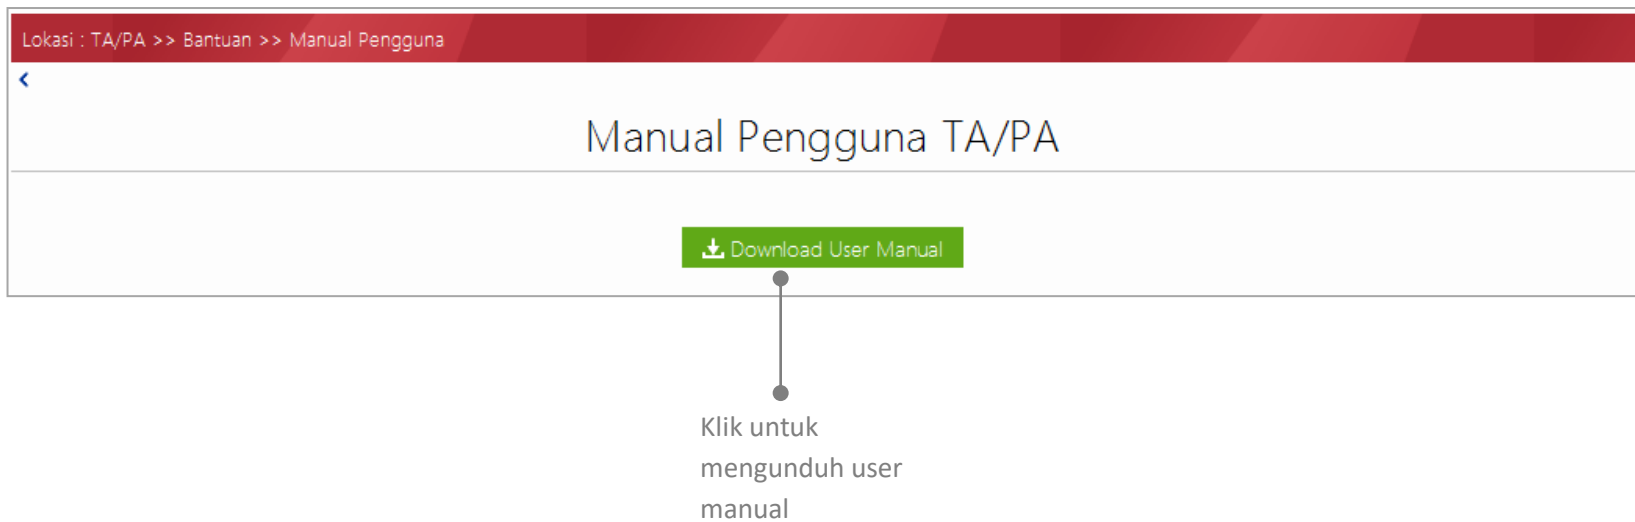 Lokasi : TA/PA >> Bantuan >> Manual Pengguna
Manual Pengguna TA/PA
Download User Manual
Klik untuk
mengunduh user
manual